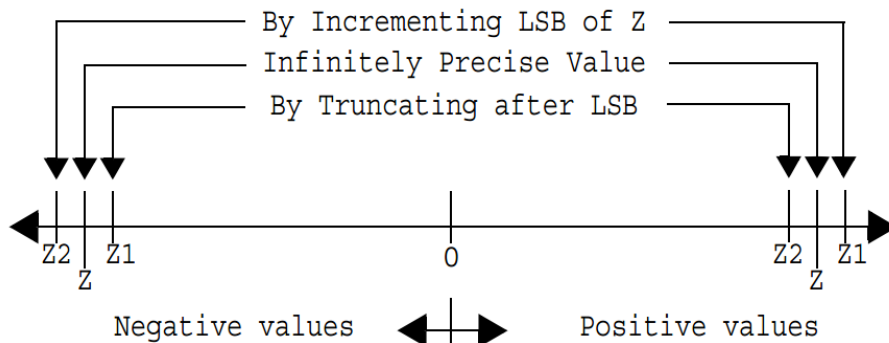 By Incrementing LSB of Z
Infinitely Precise Value
By Truncating after LSB
Z2 Z Z1 0 Z2 Z Z1
Negative values Positive values